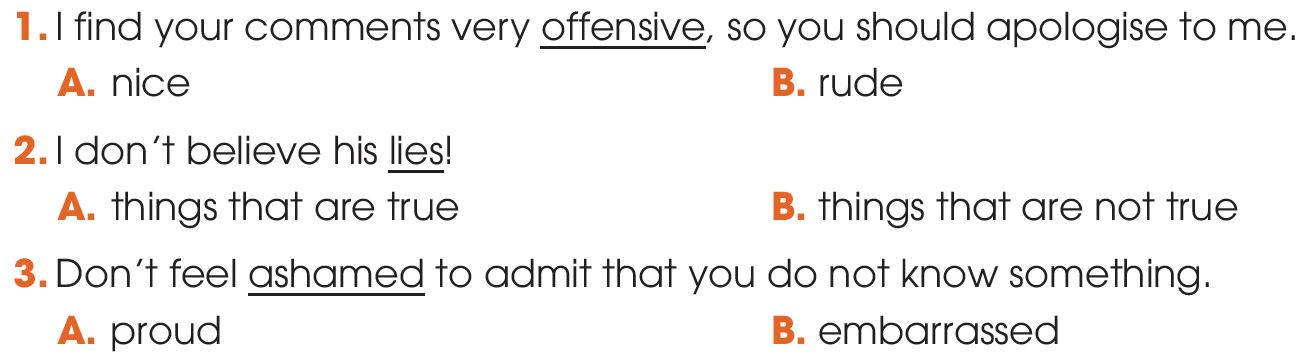 1. I find your comments very offensive, so you should apologise to me.
A. nice B. rude
2. I don't believe his lies!
A. things that are true B. things that are not true
3. Don't feel ashamed to admit that you do not know something.
A. proud B. embarrassed